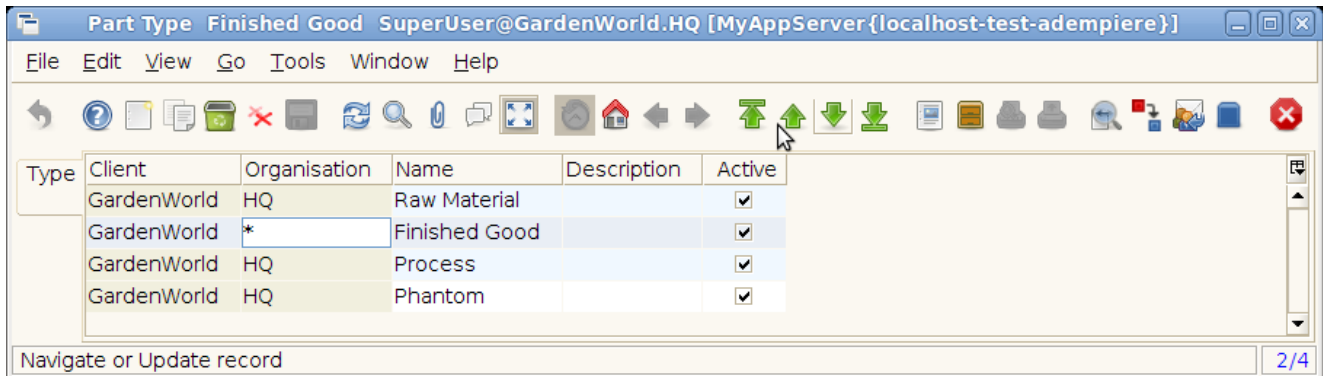 Part Type Finished Good SuperUser@GardenWorld.HQ [MyAppServer{localhost-test-adempiere}]
File Edit View Go Tools Window Help
Type Client Organisation Name Description Active
GardenWorld HQ Raw Material
GardenWorld * Finished Good
GardenWorld HQ Process
GardenWorld HQ Phantom
Navigate or Update record 2/4